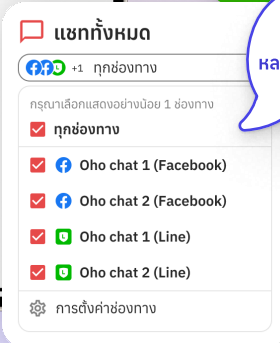 แชททั้งหมด
+1 ทุกช่องทาง
กรุณาเลือกแสดงอย่างน้อย 1 ช่องทาง
ทุกช่องทาง
Oho chat 1 (Facebook)
Oho chat 2 (Facebook)
Oho chat 1 (Line)
Oho chat 2 (Line)
การตั้งค่าช่องทาง